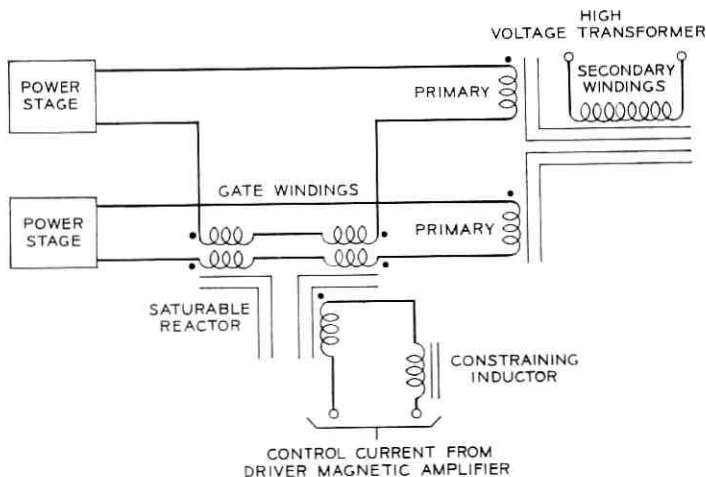 HIGH
VOLTAGE TRANSFORMER
POWER
STAGE
PRIMARY
SECONDARY
WINDINGS
GATE WINDINGS
POWER
STAGE
PRIMARY
SATURABLE
REACTOR
CONSTRAINING
INDUCTOR
CONTROL CURRENT FROM
DRIVER MAGNETIC AMPLIFIER